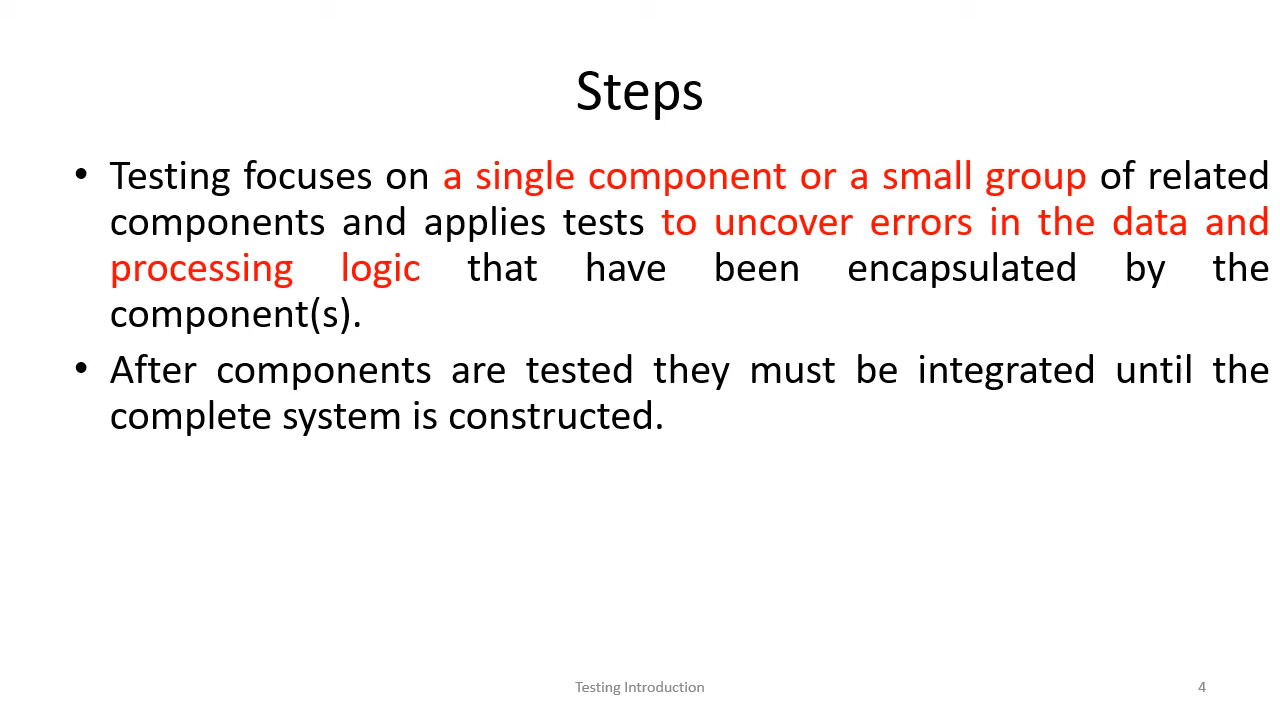 Steps
• Testing focuses on a single component or a small group of related
components and applies tests to uncover errors in the data and
processing logic that have been encapsulated by the
component(s).
• After components are tested they must be integrated until the
complete system is constructed.
Testing Introduction
4